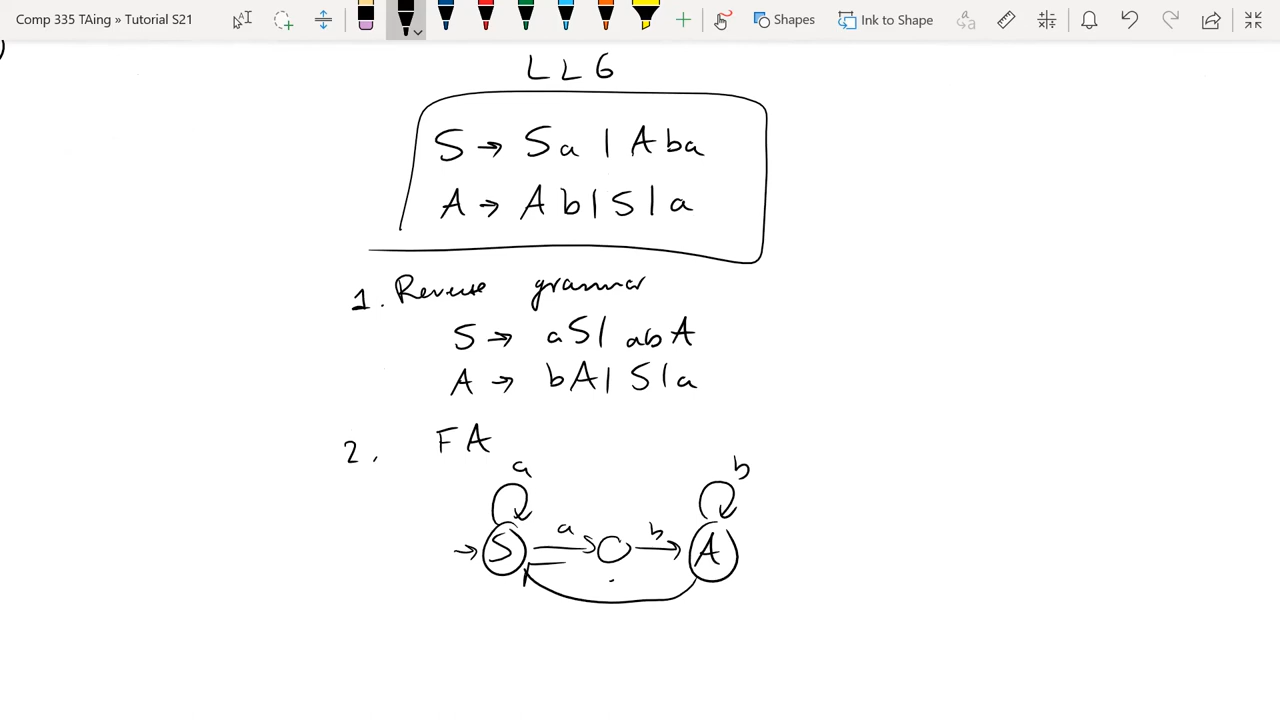 Comp 335 TAing » Tutorial S21
Shapes
Ink to Shape
LLG
S → Sa | Aba
A → Ab | S | a
1. Reverse grammar
S → aS | abA
A → bA | S | a
2. FA
a
b
a
b
→ S
A